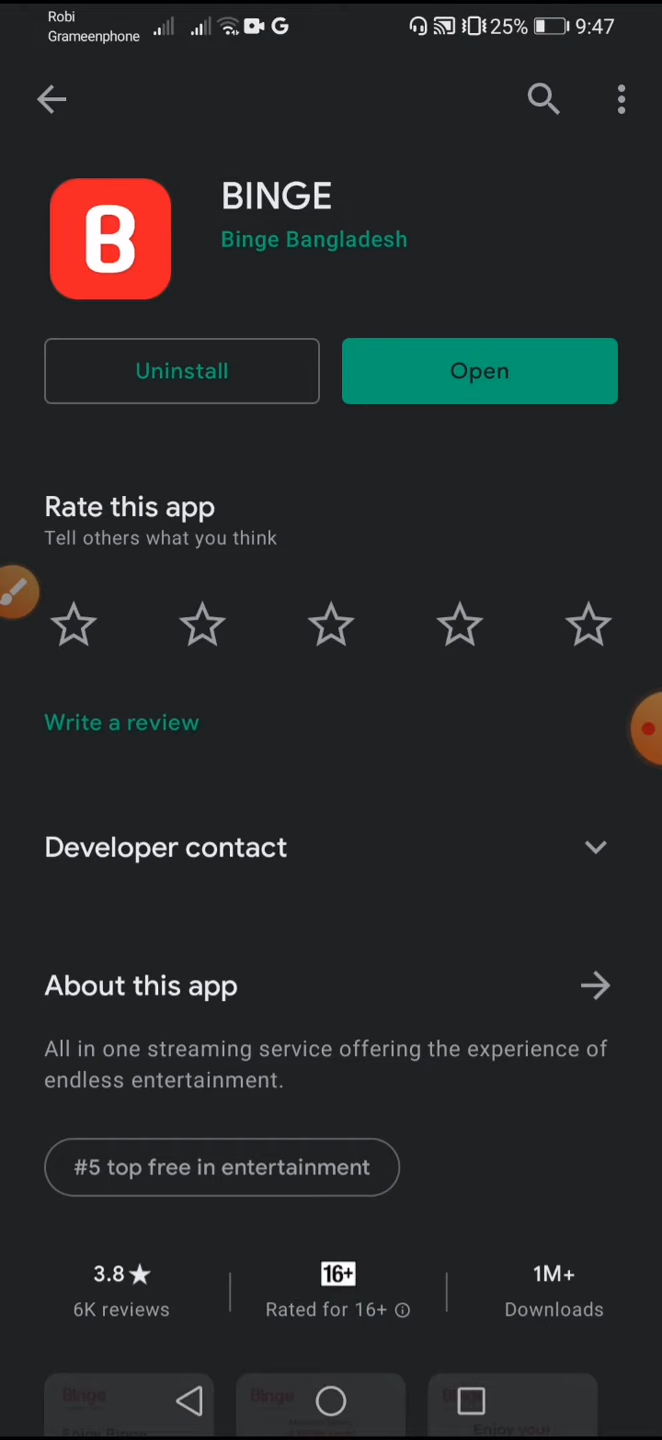 Robi
Grameenphone
25%
9:47
B
BINGE
Binge Bangladesh
Uninstall
Open
Rate this app
Tell others what you think
Write a review
Developer contact
About this app
All in one streaming service offering the experience of
endless entertainment.
#5 top free in entertainment
3.8★
16+
1M+
6K reviews
Rated for 16+
Downloads
Binge
Binge
Enjoy your